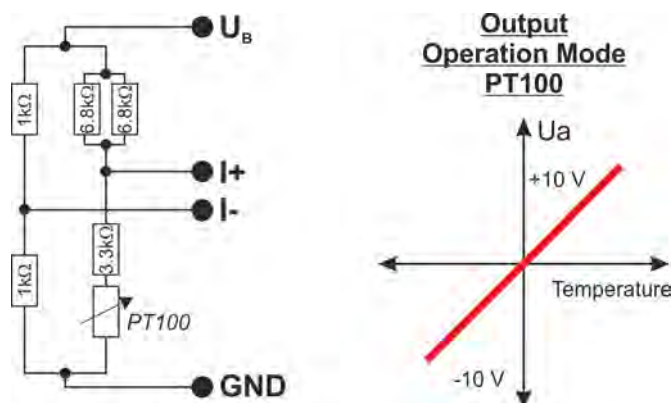 U_B
1kΩ
6.8kΩ
6.8kΩ
I+
I-
1kΩ
3.3kΩ
PT100
GND
Output
Operation Mode
PT100
Ua
+10 V
Temperature
-10 V